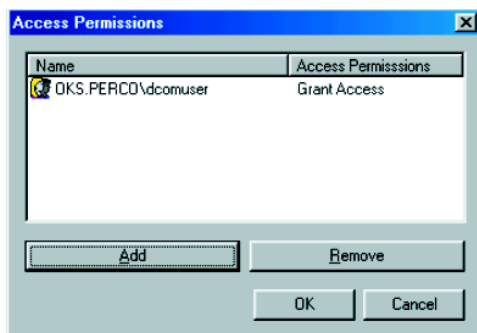 Access Permissions
Name Access Permisssions
OKS.PERCO\dcomuser Grant Access
Add Remove
OK Cancel